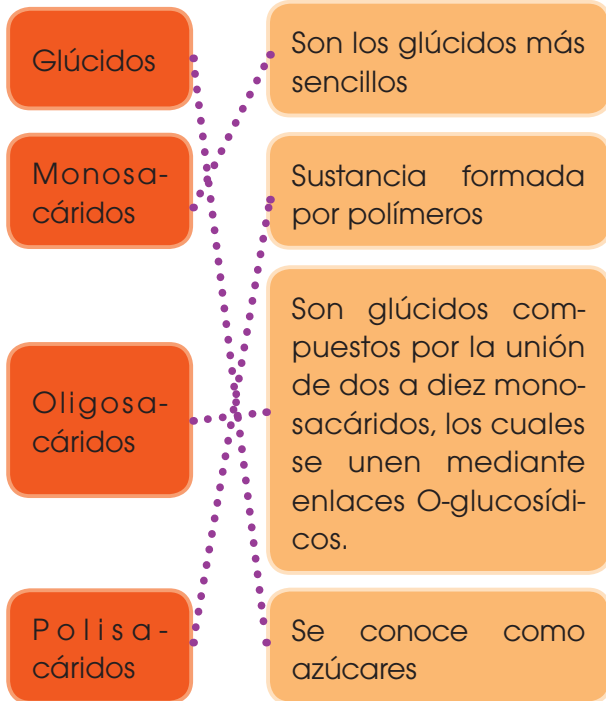 Glúcidos
Son los glúcidos más
sencillos
Monosa-
cáridos
Sustancia formada
por polímeros
Oligosa-
cáridos
Son glúcidos com-
puestos por la unión
de dos a diez mono-
sacáridos, los cuales
se unen mediante
enlaces O-glucosídi-
cos.
Polisa-
cáridos
Se conoce como
azúcares